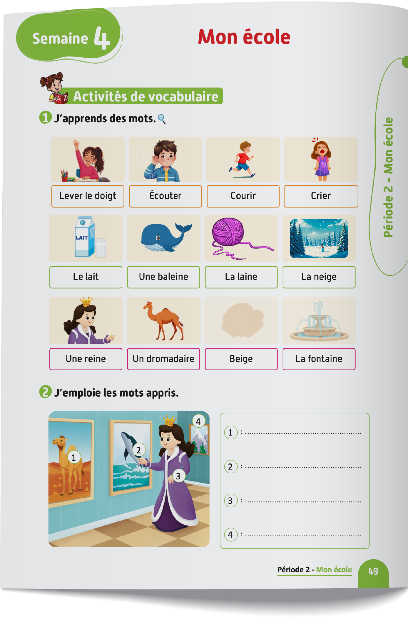 Semaine 4
Mon école
Activités de vocabulaire
1 J'apprends des mots.
Lever le doigt
Écouter
Courir
Crier
LAIT
Le lait
Une baleine
La laine
La neige
Une reine
Un dromadaire
Beige
La fontaine
2 J'emploie les mots appris.
1
2
3
4
1 :
2 :
3 :
4 :
Période 2 - Mon école
Période 2 - Mon école
49